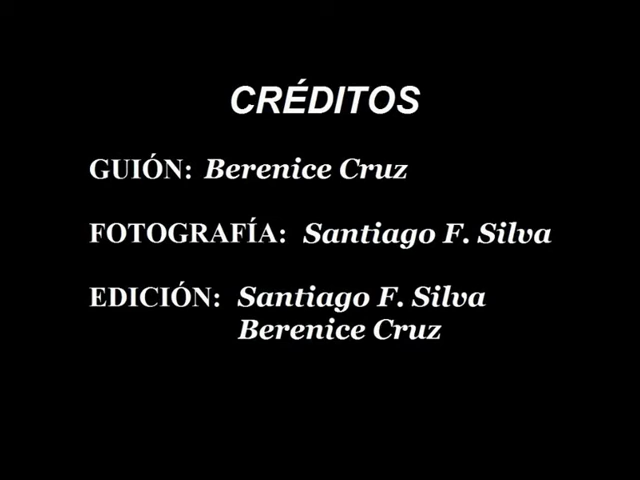 CRÉDITOS
GUIÓN: Berenice Cruz
FOTOGRAFÍA: Santiago F. Silva
EDICIÓN: Santiago F. Silva
Berenice Cruz